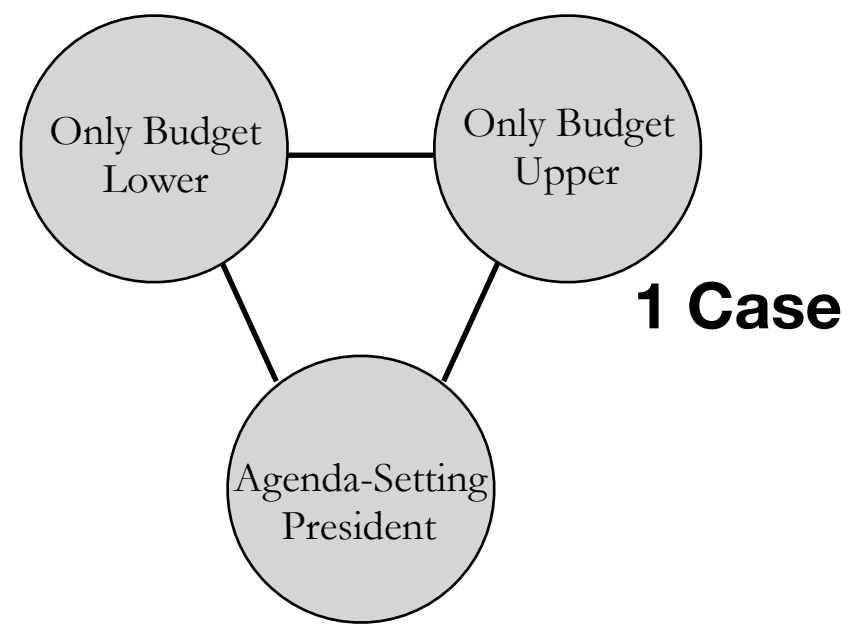 Only Budget
Lower
Only Budget
Upper
1 Case
Agenda-Setting
President